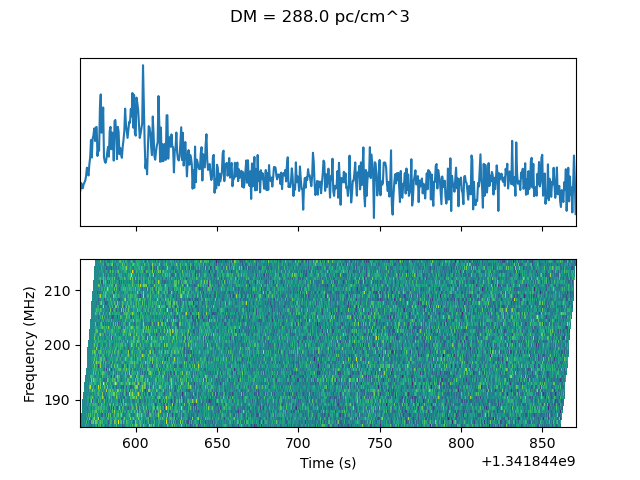 DM = 288.0 pc/cm^3
210
200
190
Frequency (MHz)
600 650 700 750 800 850
Time (s)
+1.341844e9